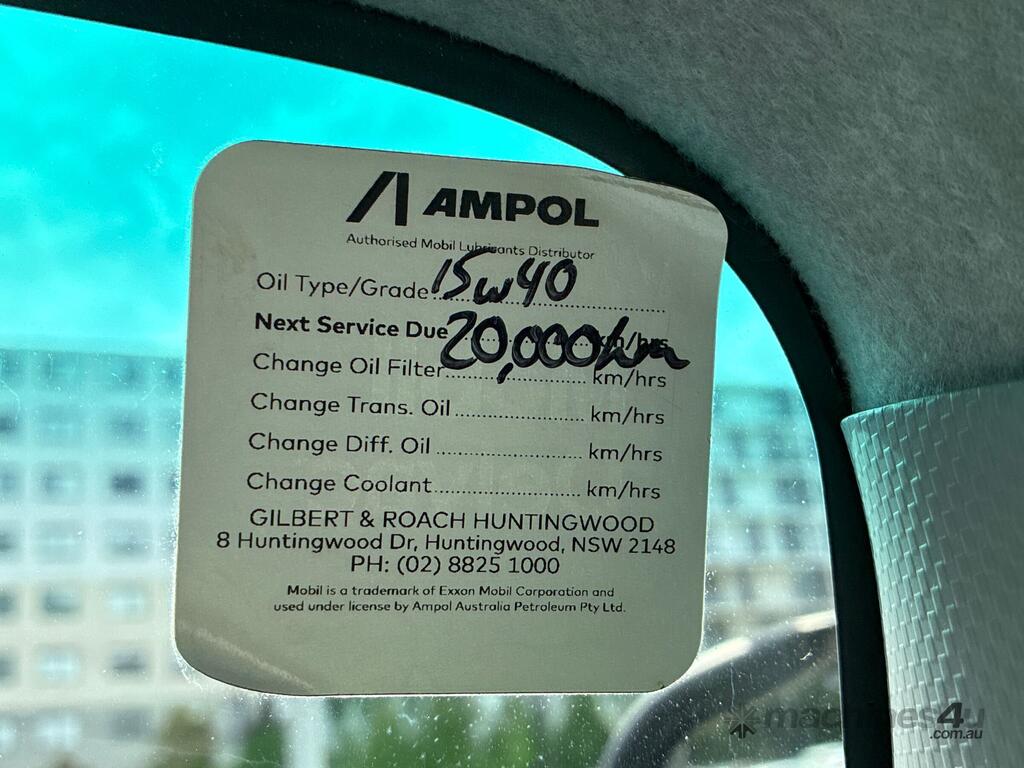 AMPOL
Authorised Mobil Lubricants Distributor
Oil Type/Grade 15w40
Next Service Due 20,000km km/hrs
Change Oil Filter.................... km/hrs
Change Trans. Oil.................... km/hrs
Change Diff. Oil.................... km/hrs
Change Coolant.................... km/hrs
GILBERT & ROACH HUNTINGWOOD
8 Huntingwood Dr, Huntingwood, NSW 2148
PH: (02) 8825 1000
Mobil is a trademark of Exxon Mobil Corporation and
used under license by Ampol Australia Petroleum Pty Ltd.
machines4u
.com.au